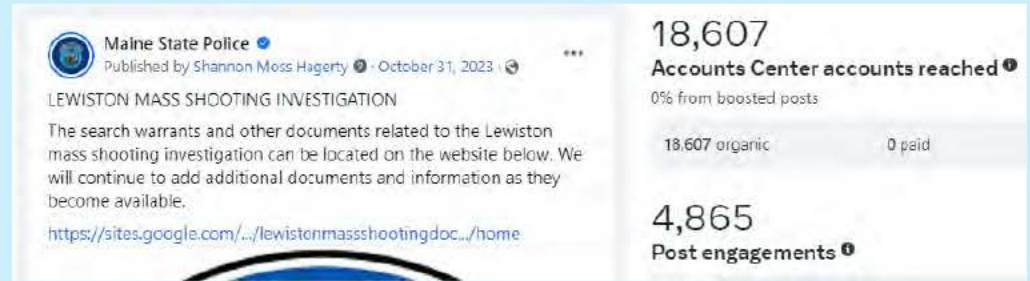 Maine State Police
Published by Shannon Moss Hagerty · October 31, 2023 ·
LEWISTON MASS SHOOTING INVESTIGATION
The search warrants and other documents related to the Lewiston
mass shooting investigation can be located on the website below. We
will continue to add additional documents and information as they
become available.
https://sites.google.com/.../lewistonmassshootingdoc.../home
18,607
Accounts Center accounts reached
0% from boosted posts
18,607 organic 0 paid
4,865
Post engagements